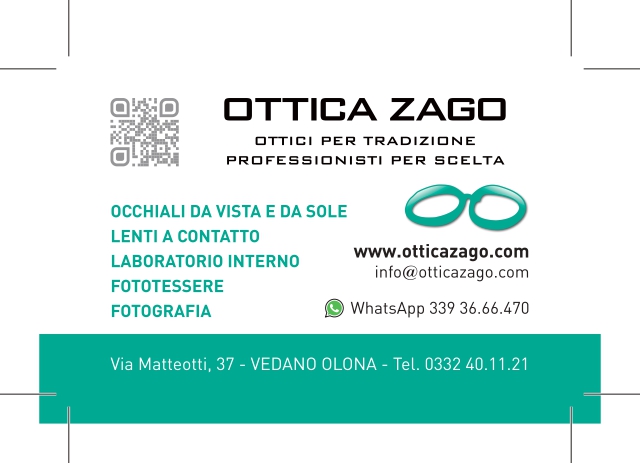 OTTICA ZAGO
OTTICI PER TRADIZIONE
PROFESSIONISTI PER SCELTA
OCCHIALI DA VISTA E DA SOLE
LENTI A CONTATTO
LABORATORIO INTERNO
FOTOTESSERE
FOTOGRAFIA
www.otticazago.com
info@otticazago.com
WhatsApp 339 36.66.470
Via Matteotti, 37 - VEDANO OLONA - Tel. 0332 40.11.21